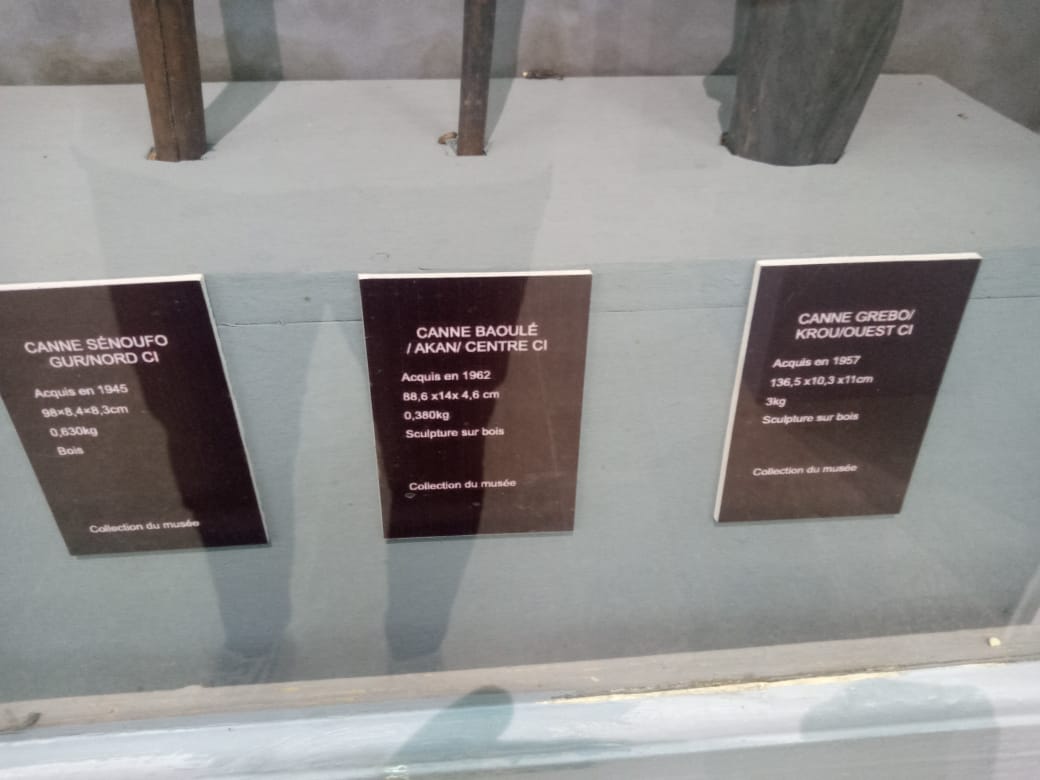 CANNE SÉNOUFO
GUR/NORD CI
Acquis en 1945
98×8,4×8,3cm
0,630kg
Bois
Collection du musée
CANNE BAOULÉ
/ AKAN/ CENTRE CI
Acquis en 1962
88,6 x14x 4,6 cm
0,380kg
Sculpture sur bois
Collection du musée
CANNE GREBO/
KROU/OUEST CI
Acquis en 1957
136,5 x10,3 x11cm
3kg
Sculpture sur bois
Collection du musée